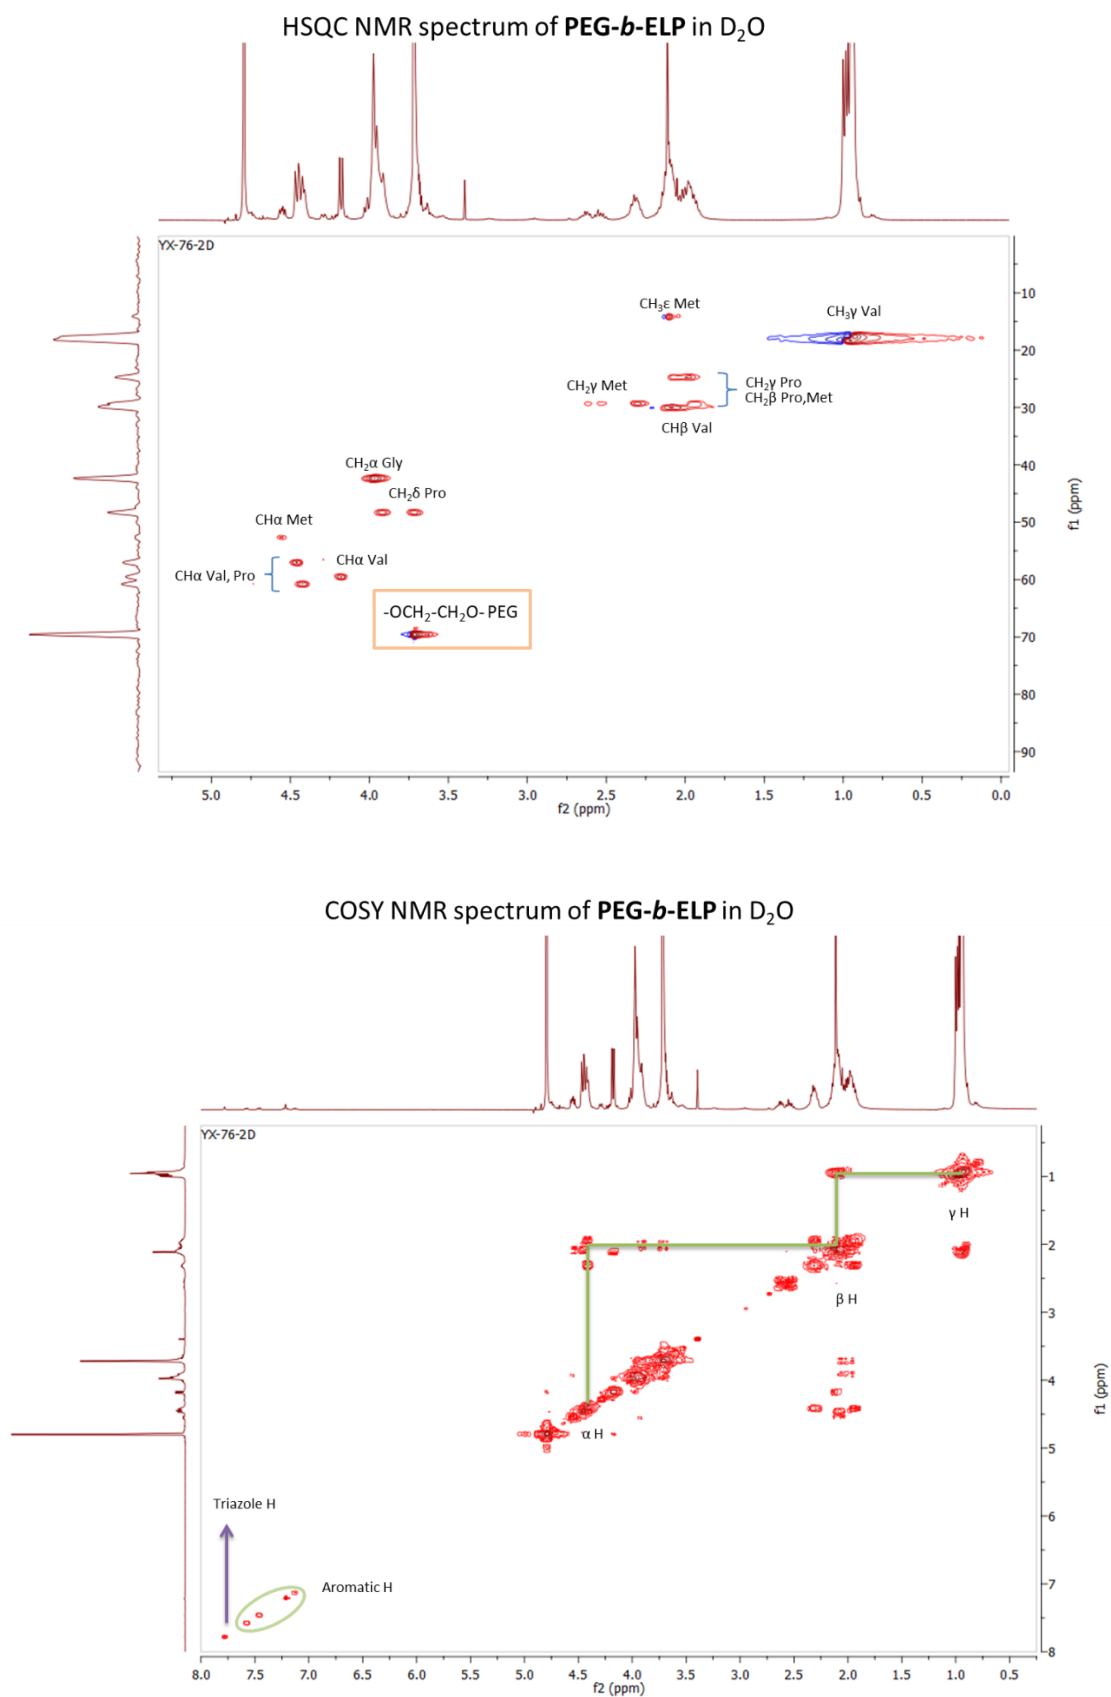 HSQC NMR spectrum of PEG-b-ELP in D₂O
YX-76-2D
CH₃ε Met
CH₃γ Val
CH₂γ Met
CH₂γ Pro
CH₂β Pro,Met
CHβ Val
CH₂α Gly
CH₂δ Pro
CHα Met
CHα Val
CHα Val, Pro
-OCH₂-CH₂O- PEG
10
20
30
40
50
60
70
80
90
f1 (ppm)
5.0 4.5 4.0 3.5 3.0 2.5 2.0 1.5 1.0 0.5 0.0
f2 (ppm)
COSY NMR spectrum of PEG-b-ELP in D₂O
YX-76-2D
γ H
β H
α H
Triazole H
Aromatic H
1
2
3
4
5
6
7
8
f1 (ppm)
8.0 7.5 7.0 6.5 6.0 5.5 5.0 4.5 4.0 3.5 3.0 2.5 2.0 1.5 1.0 0.5
f2 (ppm)